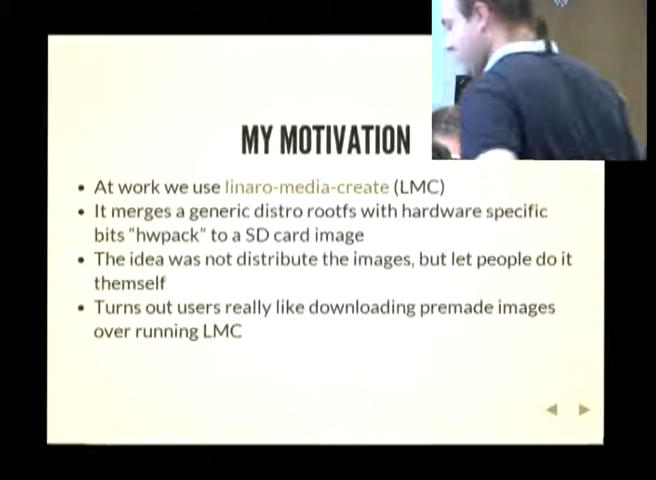 MY MOTIVATION
At work we use linaro-media-create (LMC)
It merges a generic distro rootfs with hardware specific
bits "hwpack" to a SD card image
The idea was not distribute the images, but let people do it
themself
Turns out users really like downloading premade images
over running LMC